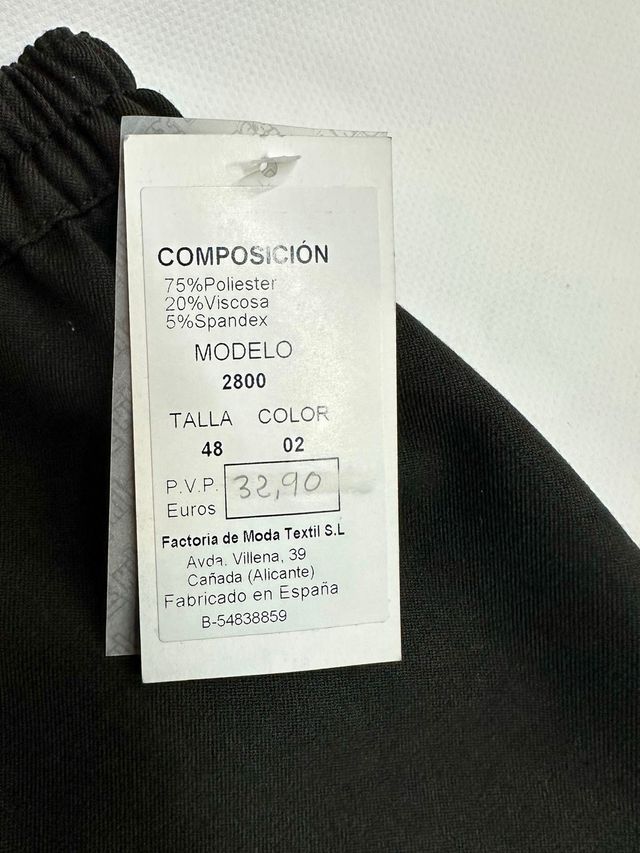 COMPOSICIÓN
75%Poliester
20%Viscosa
5%Spandex
MODELO
2800
TALLA COLOR
48 02
P.V.P. 32,90
Euros
Factoria de Moda Textil S.L
Avda. Villena, 39
Cañada (Alicante)
Fabricado en España
B-54838859